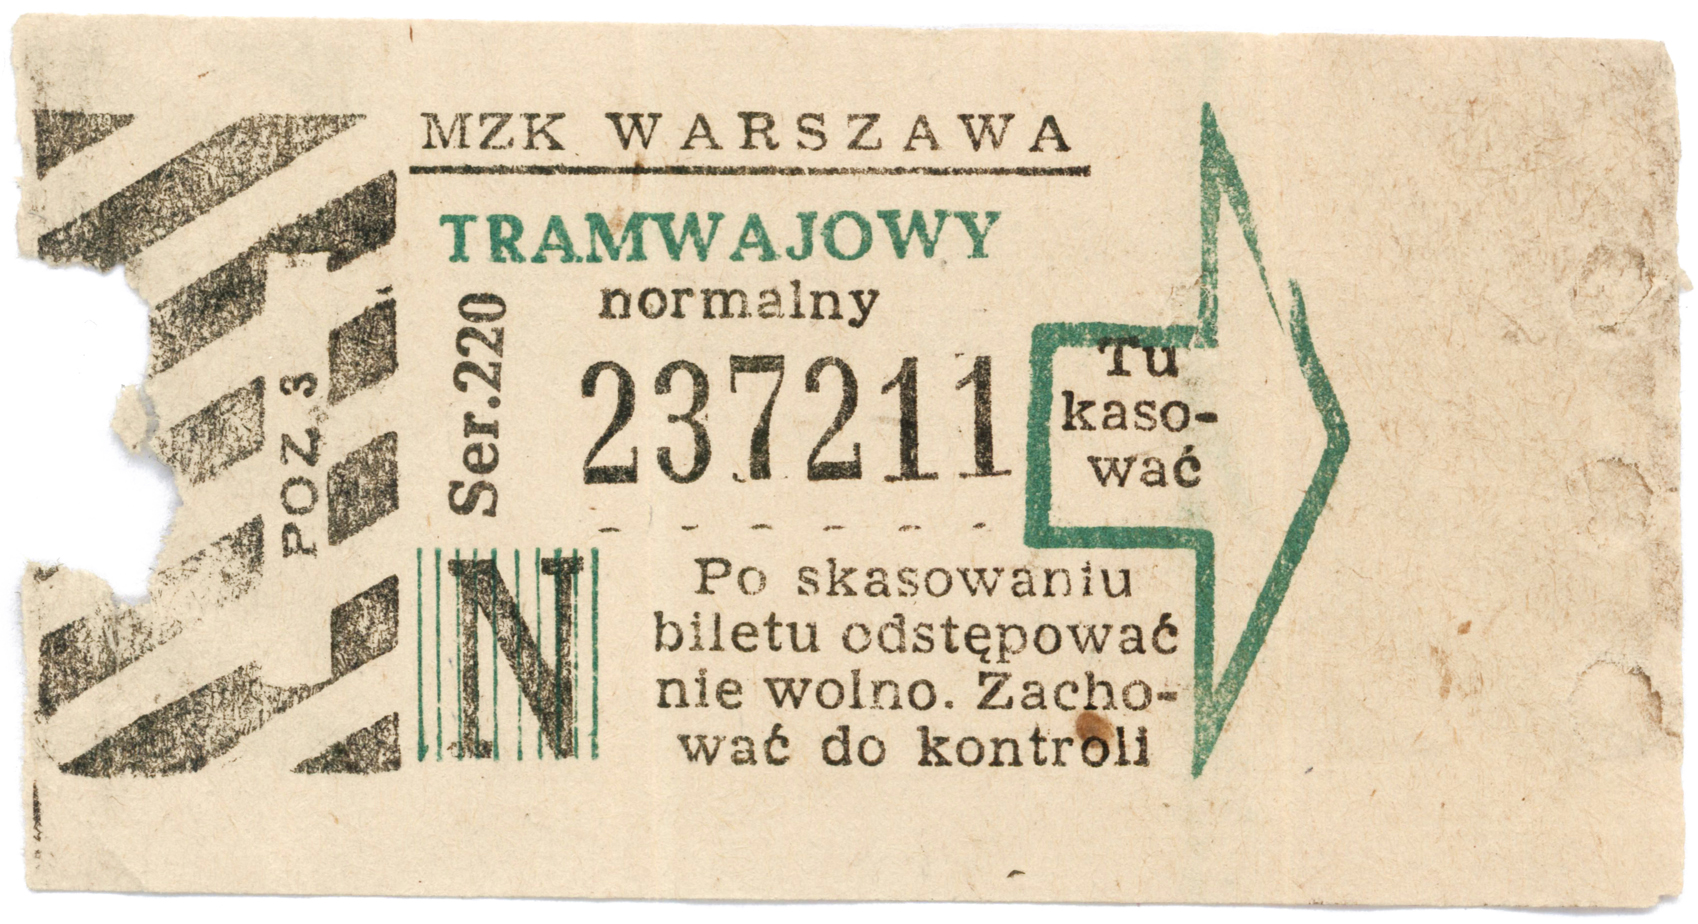 MZK WARSZAWA
TRAMWAJOWY
normalny
Ser.220
237211
POZ.3
Tu
kaso-
wać
N
Po skasowaniu
biletu odstępować
nie wolno. Zacho-
wać do kontroli